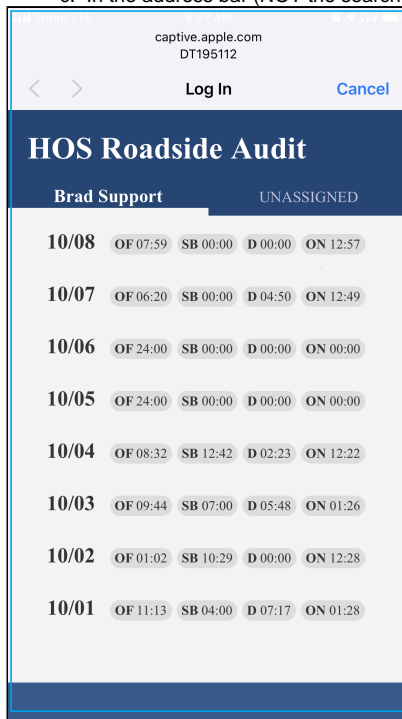 captive.apple.com
DT195112
Log In Cancel
HOS Roadside Audit
Brad Support UNASSIGNED
10/08 OF 07:59 SB 00:00 D 00:00 ON 12:57
10/07 OF 06:20 SB 00:00 D 04:50 ON 12:49
10/06 OF 24:00 SB 00:00 D 00:00 ON 00:00
10/05 OF 24:00 SB 00:00 D 00:00 ON 00:00
10/04 OF 08:32 SB 12:42 D 02:23 ON 12:22
10/03 OF 09:44 SB 07:00 D 05:48 ON 01:26
10/02 OF 01:02 SB 10:29 D 00:00 ON 12:28
10/01 OF 11:13 SB 04:00 D 07:17 ON 01:28